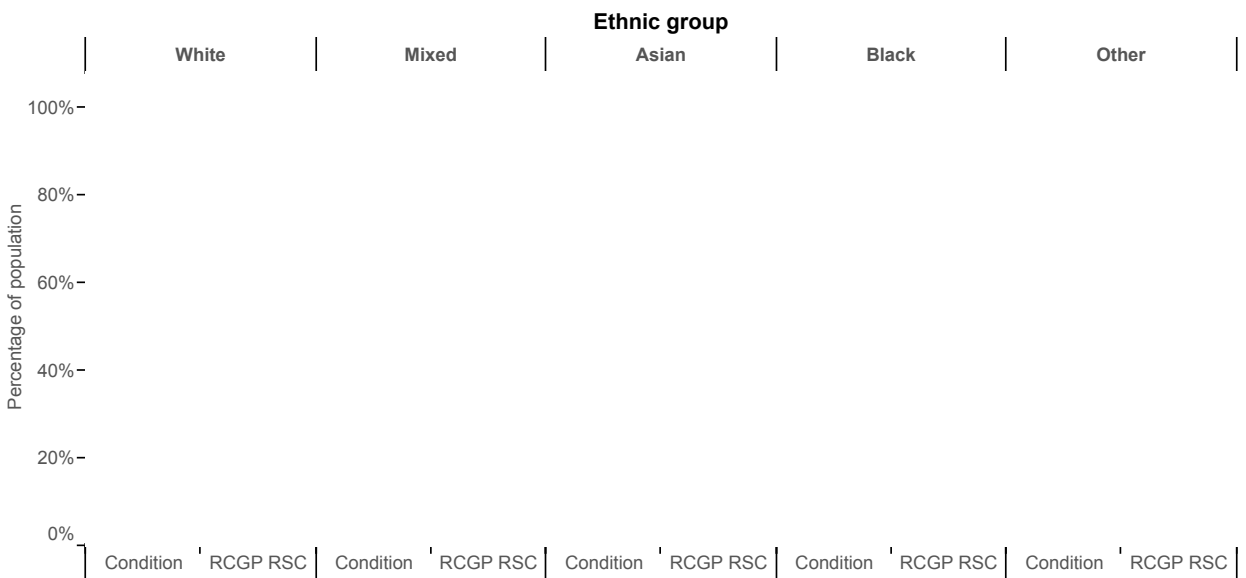 Ethnic group
White Mixed Asian Black Other
100%
80%
60%
40%
20%
0%
Percentage of population
Condition RCGP RSC Condition RCGP RSC Condition RCGP RSC Condition RCGP RSC Condition RCGP RSC